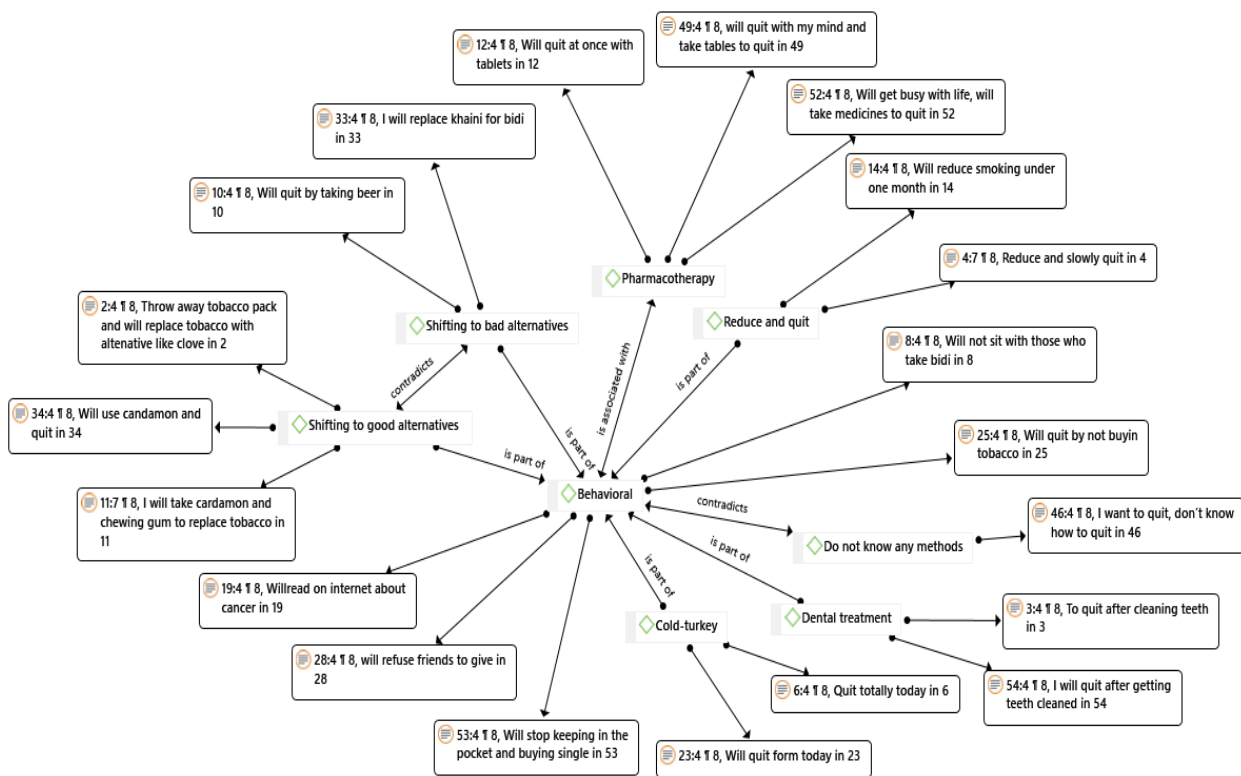 12:4 ¶ 8, Will quit at once with
tablets in 12
49:4 ¶ 8, will quit with my mind and
take tables to quit in 49
52:4 ¶ 8, Will get busy with life, will
take medicines to quit in 52
33:4 ¶ 8, I will replace khaini for bidi
in 33
14:4 ¶ 8, Will reduce smoking under
one month in 14
10:4 ¶ 8, Will quit by taking beer in
10
4:7 ¶ 8, Reduce and slowly quit in 4
Pharmacotherapy
2:4 ¶ 8, Throw away tobacco pack
and will replace tobacco with
altenative like clove in 2
Shifting to bad alternatives
Reduce and quit
8:4 ¶ 8, Will not sit with those who
take bidi in 8
contradicts
is associated with
is part of
34:4 ¶ 8, Will use candamon and
quit in 34
Shifting to good alternatives
is part of
is part of
25:4 ¶ 8, Will quit by not buyin
tobacco in 25
Behavioral
contradicts
11:7 ¶ 8, I will take cardamon and
chewing gum to replace tobacco in
11
46:4 ¶ 8, I want to quit, don't know
how to quit in 46
Do not know any methods
is part of
is part of
19:4 ¶ 8, Willread on internet about
cancer in 19
3:4 ¶ 8, To quit after cleaning teeth
in 3
Cold-turkey
Dental treatment
28:4 ¶ 8, will refuse friends to give in
28
6:4 ¶ 8, Quit totally today in 6
54:4 ¶ 8, I will quit after getting
teeth cleaned in 54
53:4 ¶ 8, Will stop keeping in the
pocket and buying single in 53
23:4 ¶ 8, Will quit form today in 23